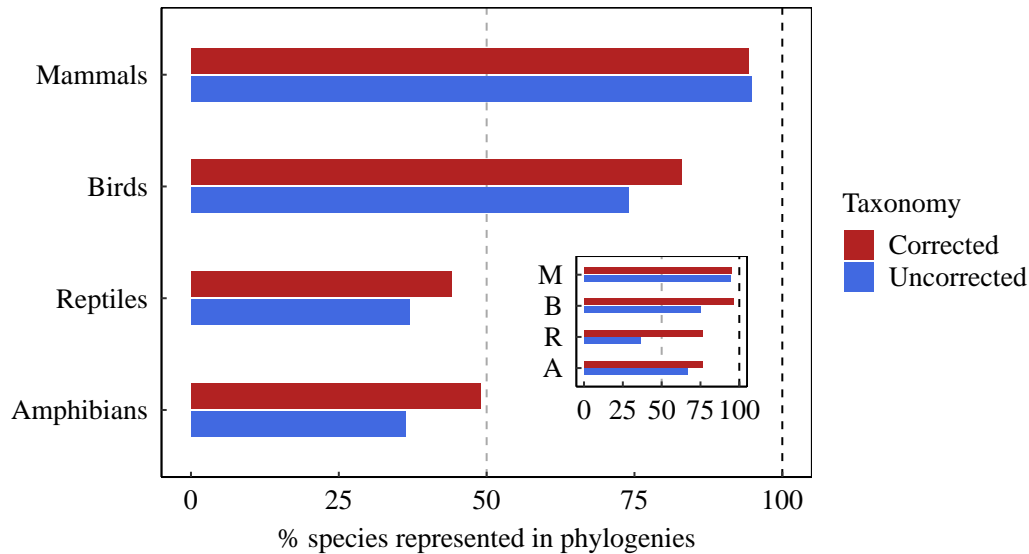 Mammals
Birds
Reptiles
Amphibians
0 25 50 75 100
% species represented in phylogenies
M
B
R
A
0 25 50 75 100
Taxonomy
Corrected
Uncorrected